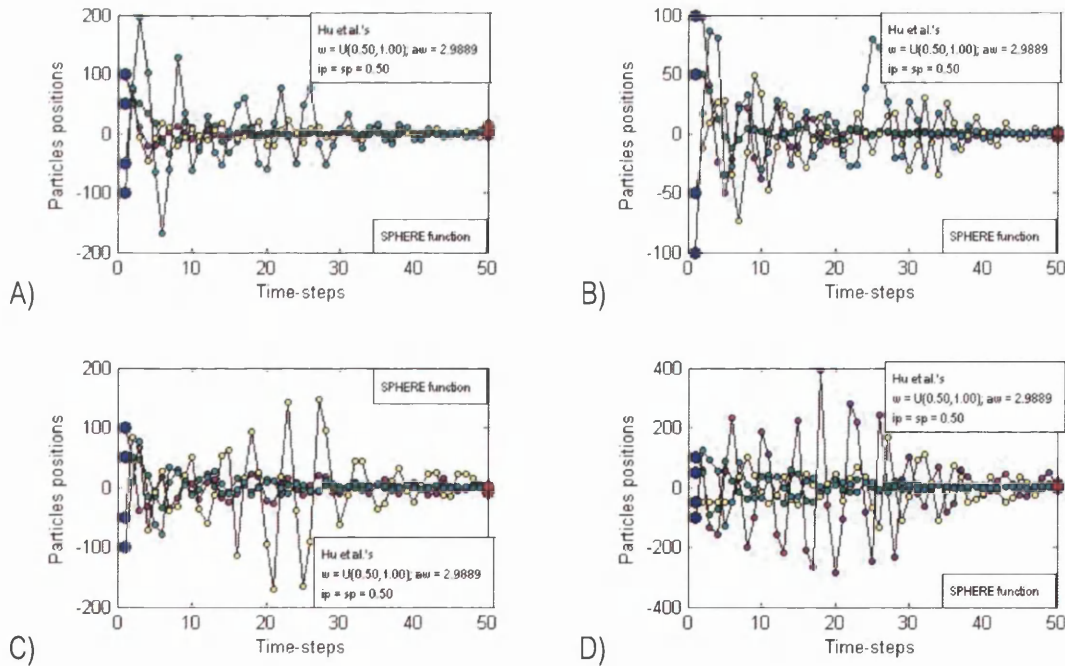 200
100
0
-100
-200
0 10 20 30 40 50
Particles positions
Time-steps
Hu et al.'s
w = U(0.50,1.00); aw = 2.9889
ip = sp = 0.50
SPHERE function
A)
100
50
0
-50
-100
0 10 20 30 40 50
Particles positions
Time-steps
Hu et al.'s
w = U(0.50,1.00); aw = 2.9889
ip = sp = 0.50
SPHERE function
B)
200
100
0
-100
-200
0 10 20 30 40 50
Particles positions
Time-steps
SPHERE function
Hu et al.'s
w = U(0.50,1.00); aw = 2.9889
ip = sp = 0.50
C)
400
200
0
-200
-400
0 10 20 30 40 50
Particles positions
Time-steps
Hu et al.'s
w = U(0.50,1.00); aw = 2.9889
ip = sp = 0.50
SPHERE function
D)